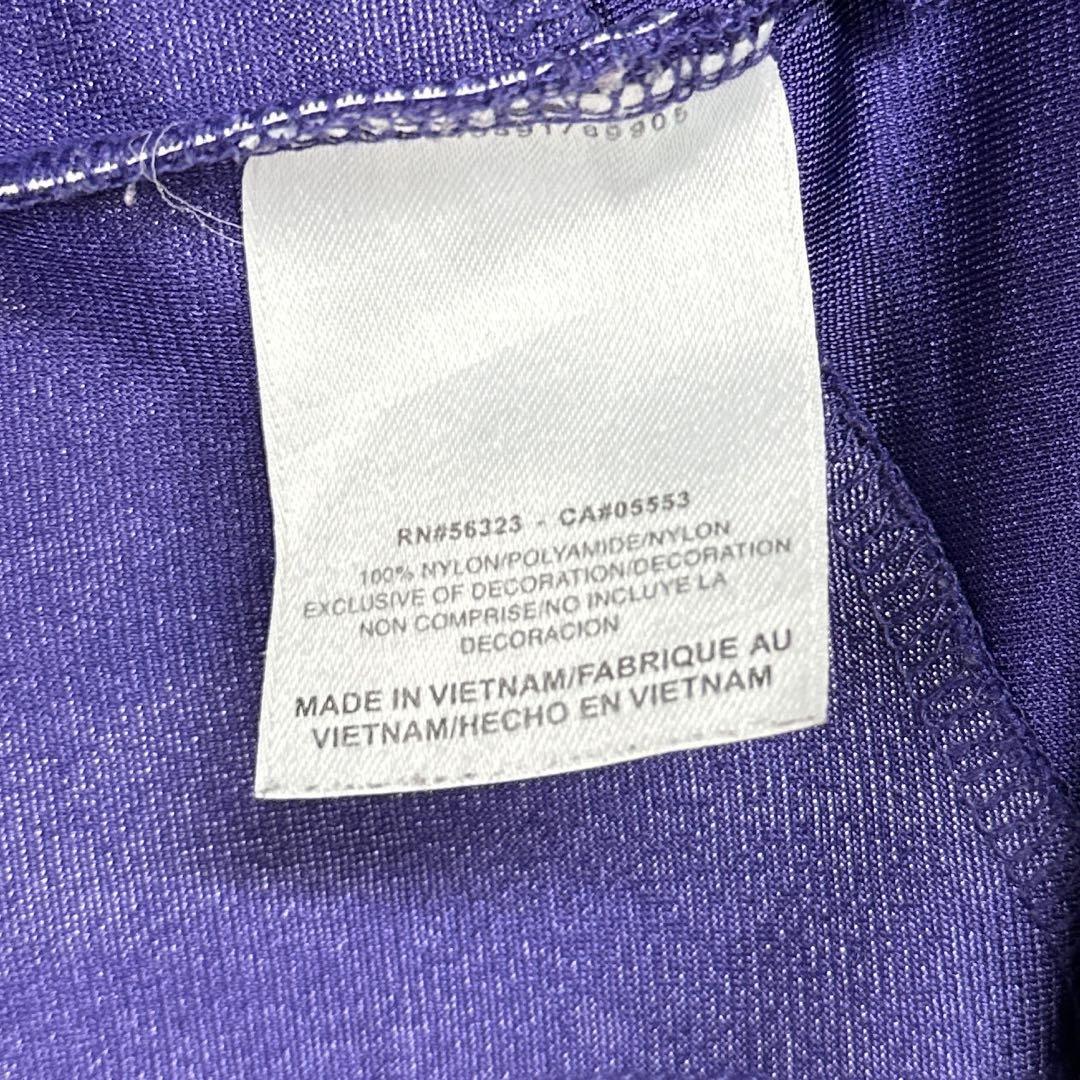 RN#56323 - CA#05553
100% NYLON/POLYAMIDE/NYLON
EXCLUSIVE OF DECORATION/DECORATION
NON COMPRISE/NO INCLUYE LA
DECORACION
MADE IN VIETNAM/FABRIQUE AU
VIETNAM/HECHO EN VIETNAM